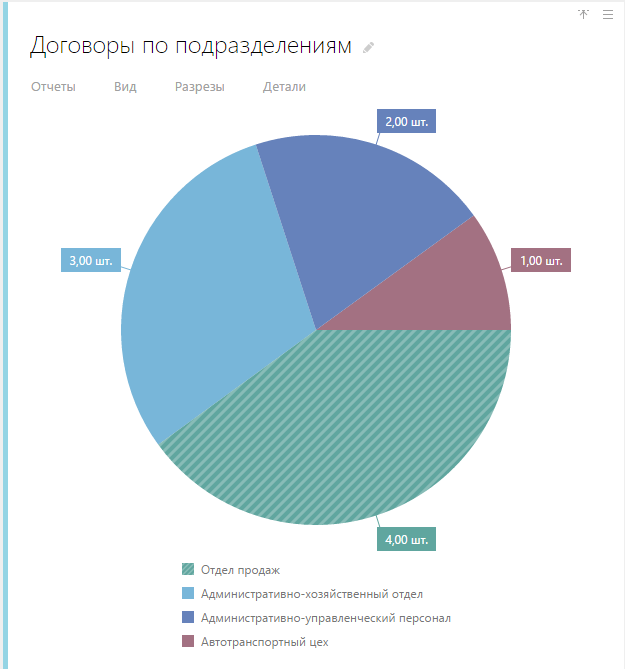 Договоры по подразделениям
Отчеты Вид Разрезы Детали
2,00 шт.
3,00 шт.
1,00 шт.
4,00 шт.
Отдел продаж
Административно-хозяйственный отдел
Административно-управленческий персонал
Автотранспортный цех